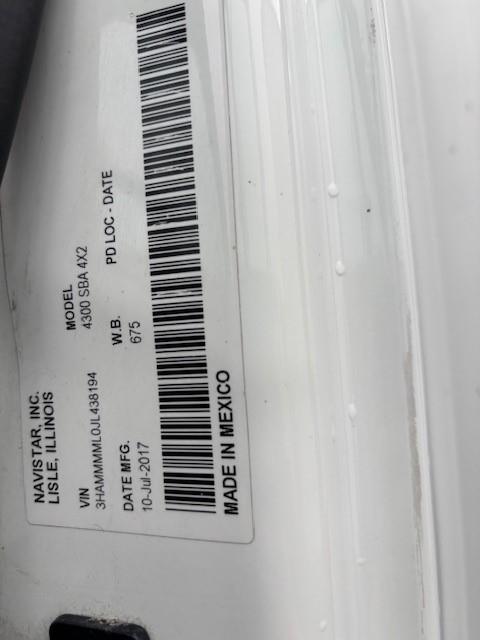 NAVISTAR, INC.
LISLE, ILLINOIS
VIN MODEL
3HAMMMML0JL438194 4300 SBA 4X2
DATE MFG. W.B. PD LOC - DATE
10-Jul-2017 675
MADE IN MEXICO